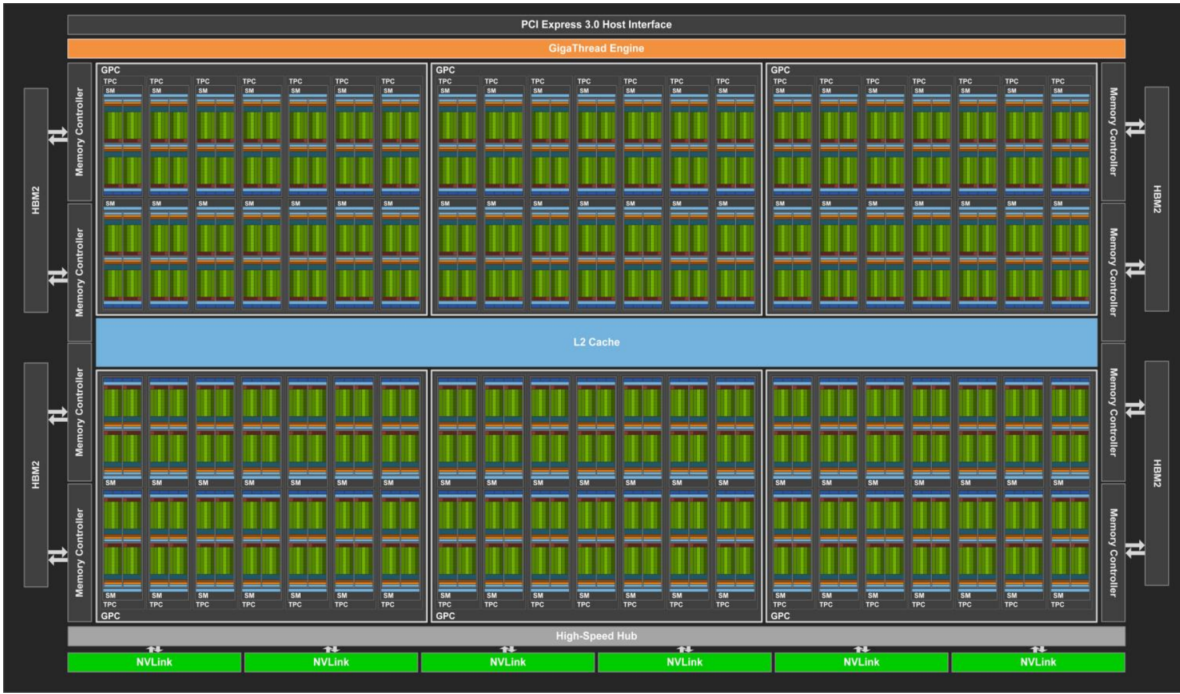 PCI Express 3.0 Host Interface
GigaThread Engine
GPC GPC GPC
TPC TPC TPC TPC TPC TPC TPC TPC TPC TPC TPC TPC TPC TPC TPC TPC TPC TPC TPC TPC TPC
SM SM SM SM SM SM SM SM SM SM SM SM SM SM SM SM SM SM SM SM SM
Memory Controller
Memory Controller
HBM2
HBM2
SM SM SM SM SM SM SM SM SM SM SM SM SM SM SM SM SM SM SM SM SM
Memory Controller
Memory Controller
L2 Cache
Memory Controller
Memory Controller
HBM2
HBM2
SM SM SM SM SM SM SM SM SM SM SM SM SM SM SM SM SM SM SM SM SM
Memory Controller
Memory Controller
SM SM SM SM SM SM SM SM SM SM SM SM SM SM SM SM SM SM SM SM SM
TPC TPC TPC TPC TPC TPC TPC TPC TPC TPC TPC TPC TPC TPC TPC TPC TPC TPC TPC TPC TPC
GPC GPC GPC
High-Speed Hub
NVLink NVLink NVLink NVLink NVLink NVLink